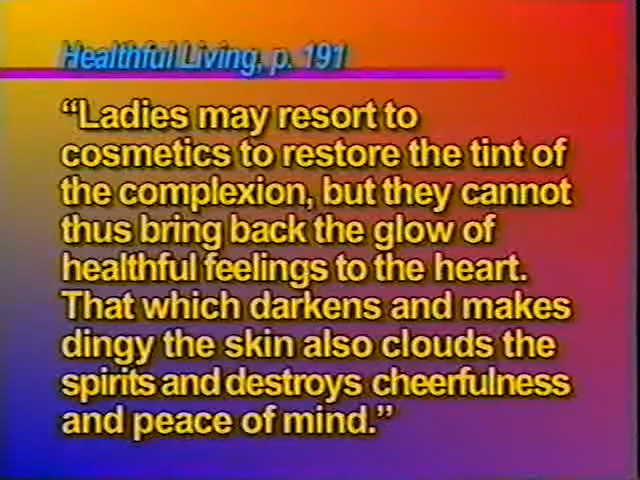 Healthful Living, p. 191
“Ladies may resort to
cosmetics to restore the tint of
the complexion, but they cannot
thus bring back the glow of
healthful feelings to the heart.
That which darkens and makes
dingy the skin also clouds the
spirits and destroys cheerfulness
and peace of mind.”